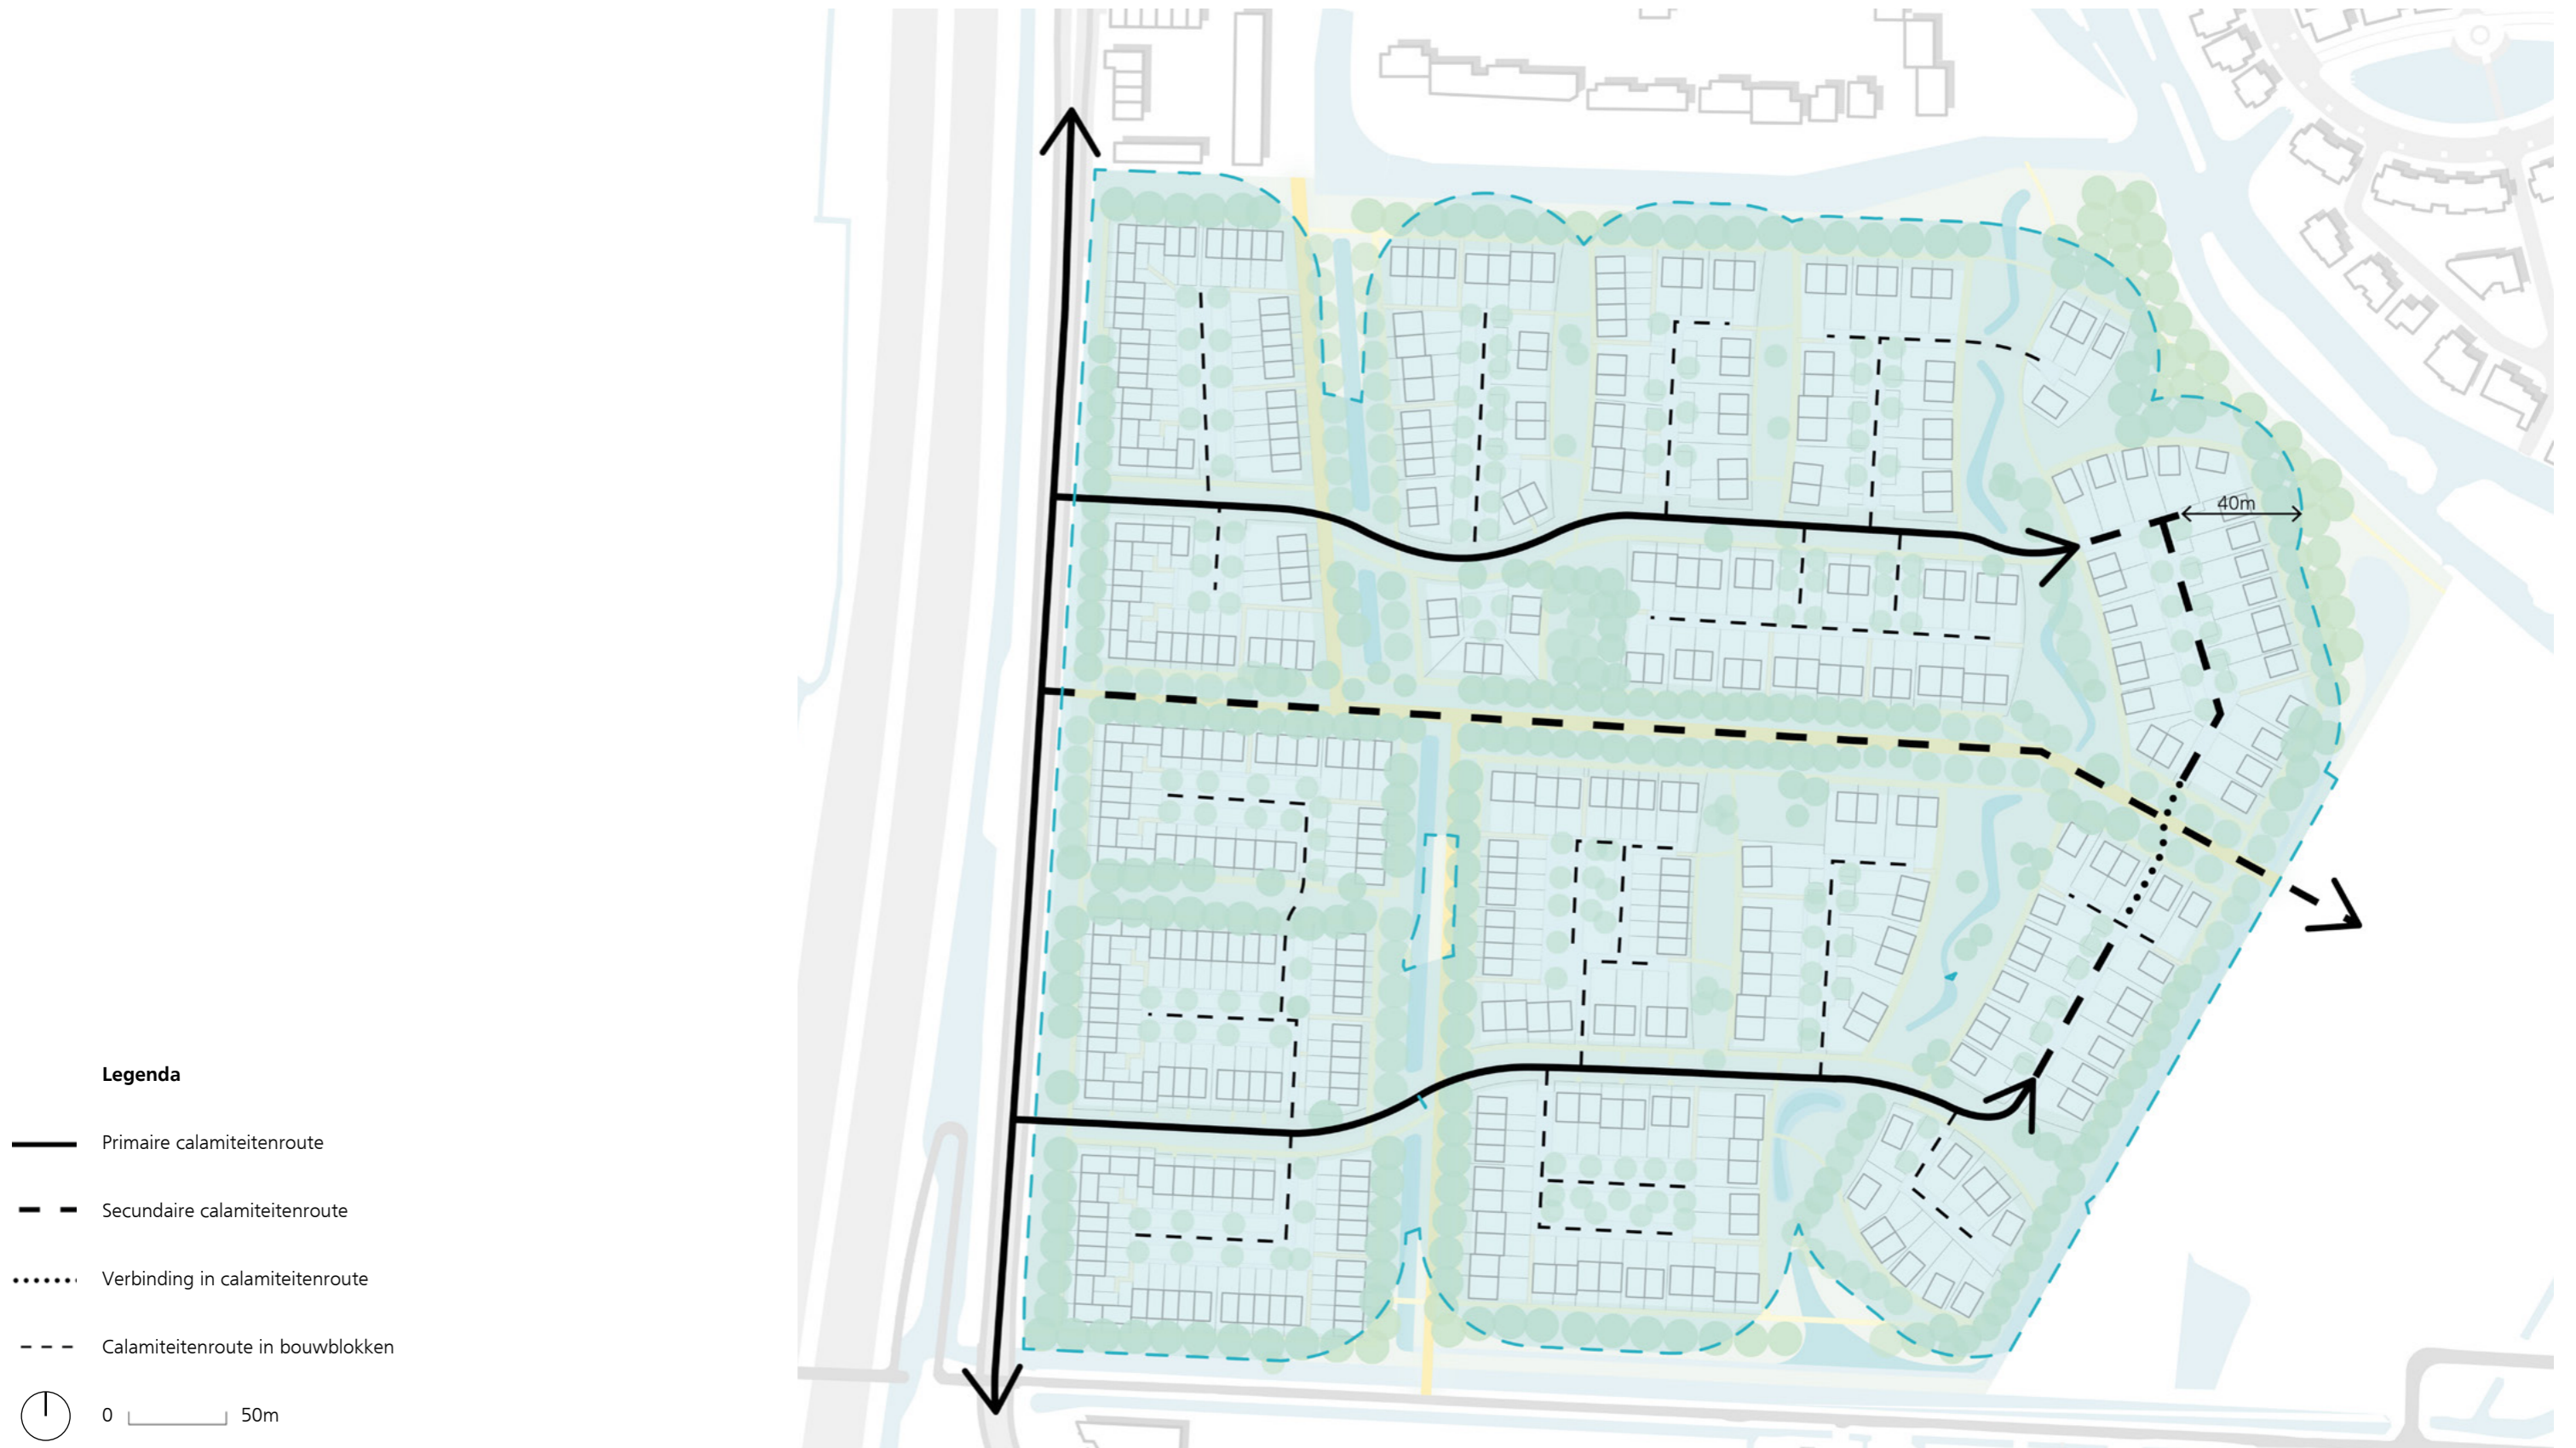 40m
Legenda
Primaire calamiteitenroute
Secundaire calamiteitenroute
Verbinding in calamiteitenroute
Calamiteitenroute in bouwblokken
0 50m